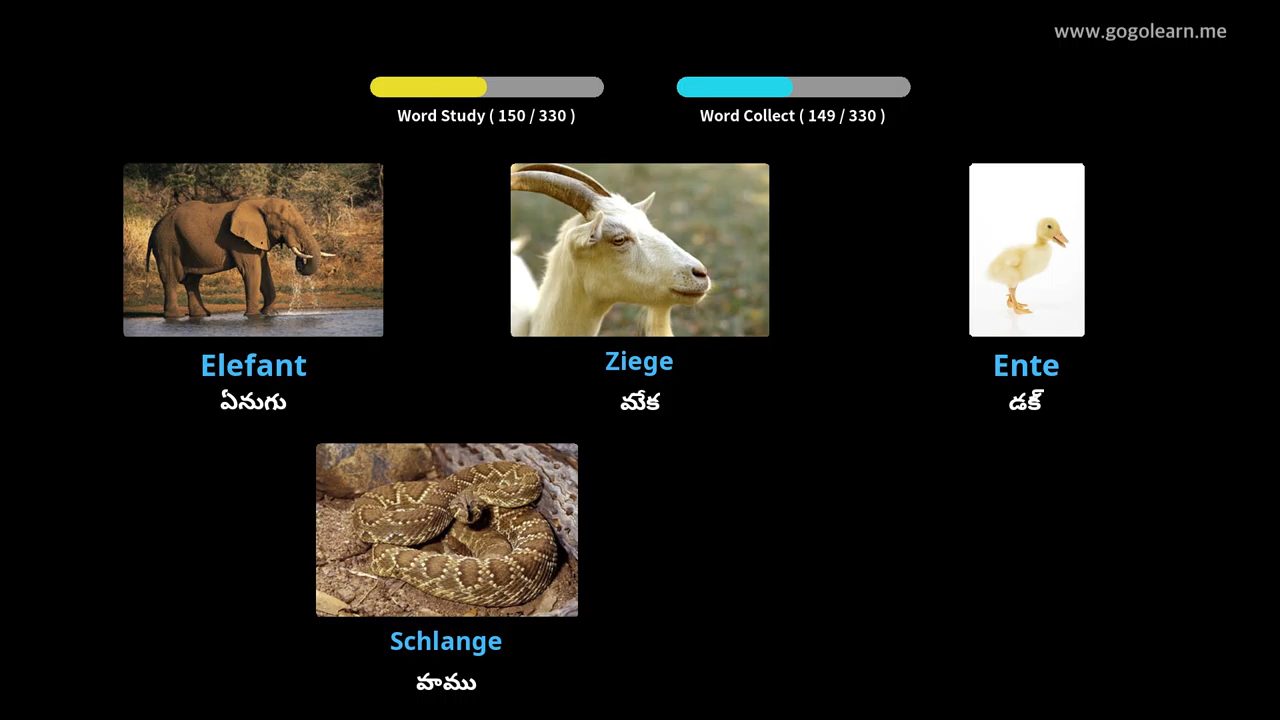 www.gogolearn.me
Word Study ( 150 / 330 )
Word Collect ( 149 / 330 )
Elefant
Ziege
Ente
ఏనుగు
మేక
డక్
Schlange
పాము